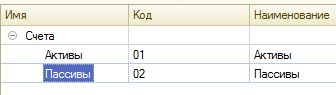 Имя Код Наименование
Счета
Активы 01 Активы
Пассивы 02 Пассивы